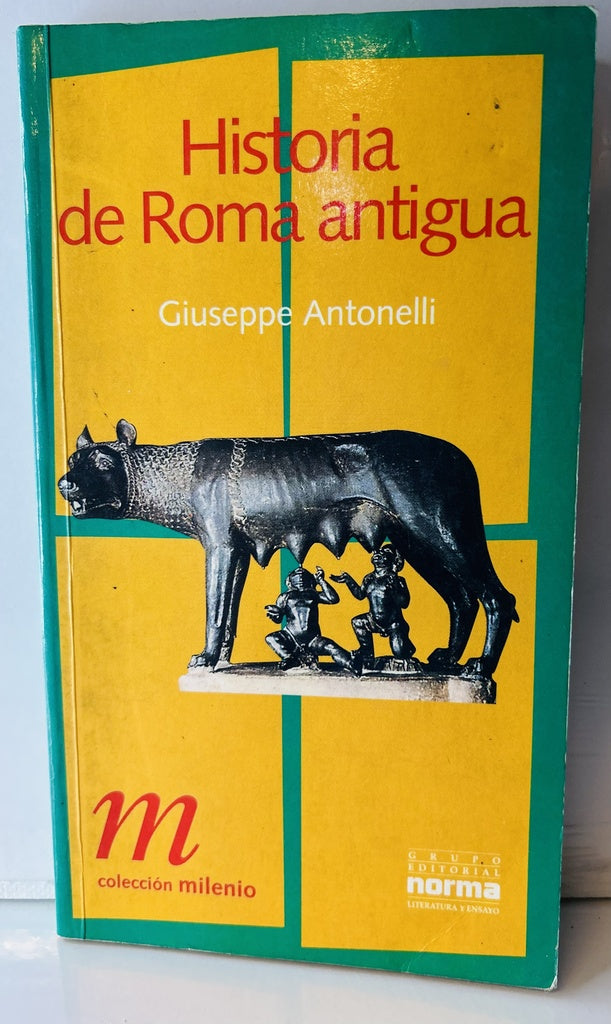 Historia
de Roma antigua
Giuseppe Antonelli
m
colección milenio
GRUPO
EDITORIAL
norma
LITERATURA Y ENSAYO